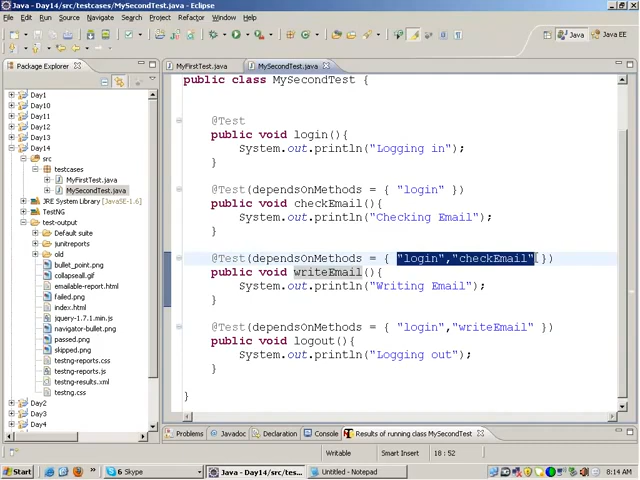 Java - Day14/src/testcases/MySecondTest.java - Eclipse
File Edit Run Source Navigate Search Project Refactor Window Help
Java Java EE
Package Explorer
MyFirstTest.java MySecondTest.java
Day1
Day10
Day11
Day12
Day13
Day14
src
testcases
MyFirstTest.java
MySecondTest.java
JRE System Library [JavaSE-1.6]
TestNG
test-output
Default suite
junitreports
old
bullet_point.png
collapseall.gif
emailable-report.html
failed.png
index.html
jquery-1.7.1.min.js
navigator-bullet.png
passed.png
skipped.png
testng-reports.css
testng-reports.js
testng-results.xml
testng.css
Day2
Day3
Day4
public class MySecondTest {
@Test
public void login(){
System.out.println("Logging in");
}
@Test(dependsOnMethods = { "login" })
public void checkEmail(){
System.out.println("Checking Email");
}
@Test(dependsOnMethods = { "login","checkEmail" })
public void writeEmail(){
System.out.println("Writing Email");
}
@Test(dependsOnMethods = { "login","writeEmail" })
public void logout(){
System.out.println("Logging out");
}
}
Problems Javadoc Declaration Console Results of running class MySecondTest
Writable Smart Insert 18 : 52
Start Skype Java - Day14/src/tes... Untitled - Notepad 8:14 AM